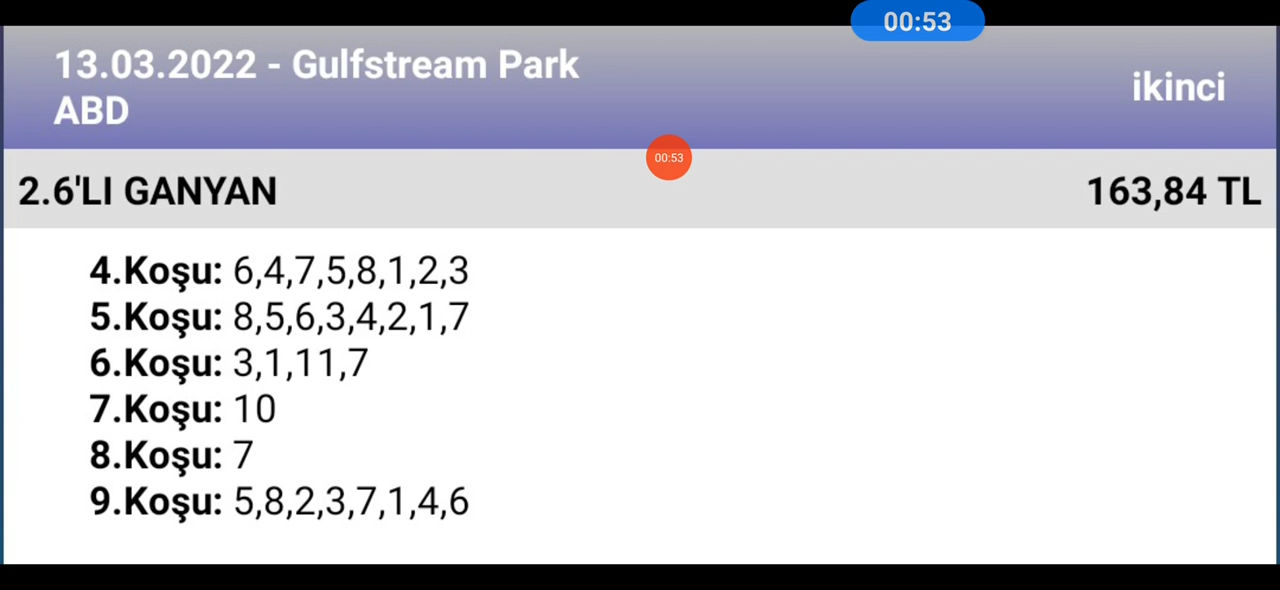 00:53
13.03.2022 - Gulfstream Park
ABD
ikinci
00:53
2.6'LI GANYAN
163,84 TL
4.Koşu: 6,4,7,5,8,1,2,3
5.Koşu: 8,5,6,3,4,2,1,7
6.Koşu: 3,1,11,7
7.Koşu: 10
8.Koşu: 7
9.Koşu: 5,8,2,3,7,1,4,6